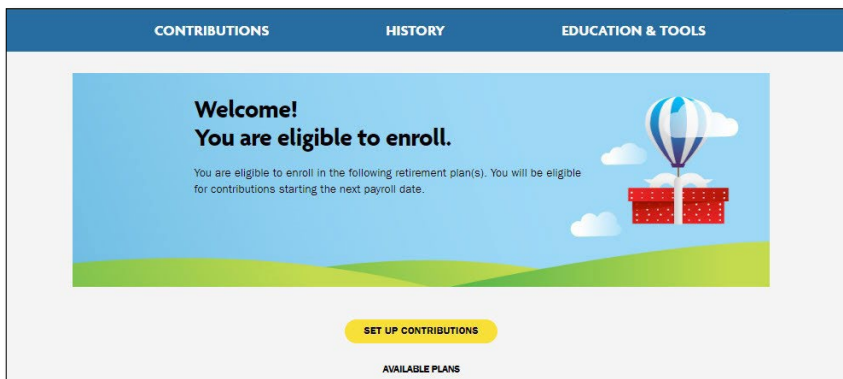 CONTRIBUTIONS HISTORY EDUCATION & TOOLS
Welcome!
You are eligible to enroll.
You are eligible to enroll in the following retirement plan(s). You will be eligible
for contributions starting the next payroll date.
SET UP CONTRIBUTIONS
AVAILABLE PLANS